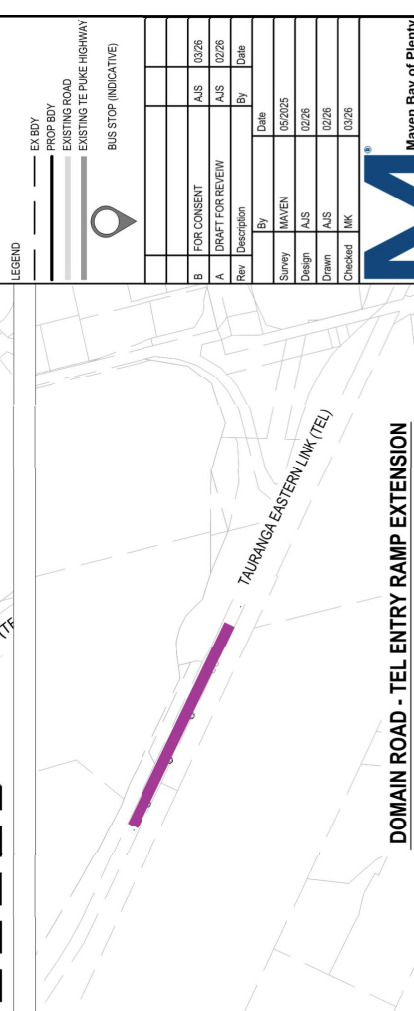 LEGEND
EX BDY
PROP BDY
EXISTING ROAD
EXISTING TE PUKE HIGHWAY
BUS STOP (INDICATIVE)
B FOR CONSENT AJS 03/26
A DRAFT FOR REVEIW AJS 02/26
Rev Description By Date
By Date
Survey MAVEN 05/2025
Design AJS 02/26
Drawn AJS 02/26
Checked MK 03/26
M®
Maven Bay of Plenty
TAURANGA EASTERN LINK (TEL)
DOMAIN ROAD - TEL ENTRY RAMP EXTENSION